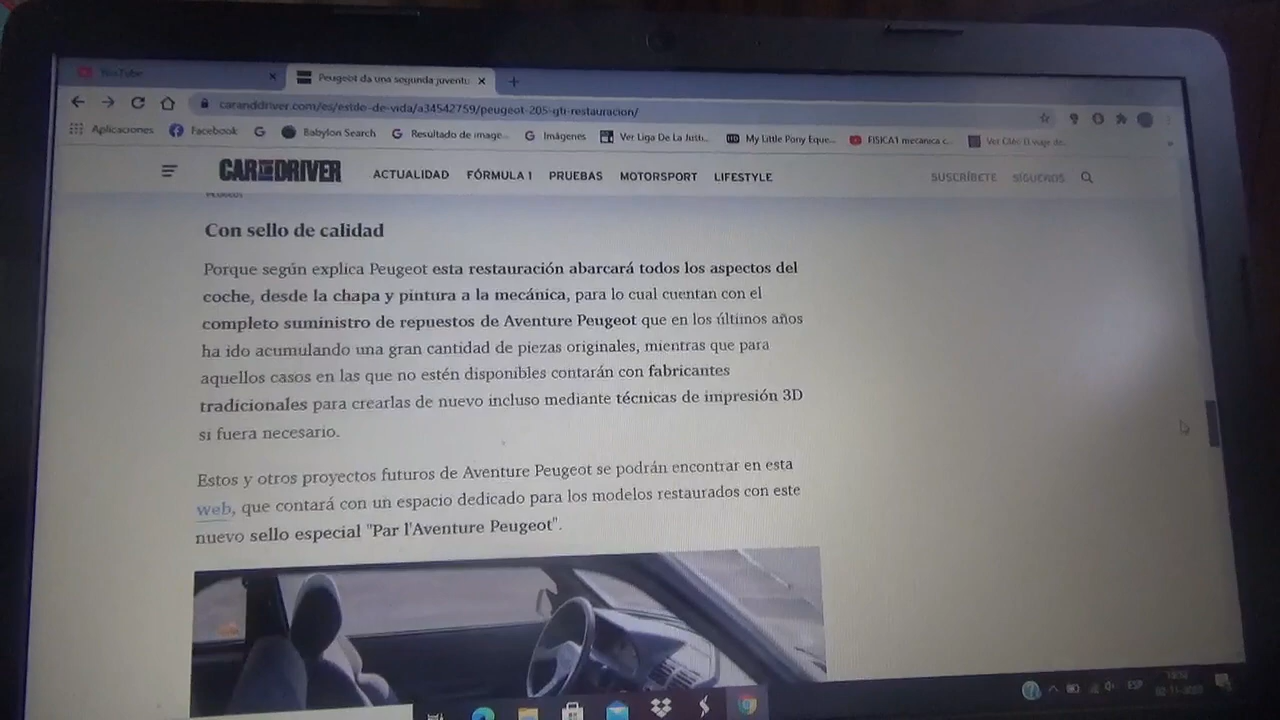 YouTube
Peugeot da una segunda juventu
caranddriver.com/es/estilo-de-vida/a34542759/peugeot-205-gti-restauracion/
Aplicaciones Facebook Babylon Search Resultado de image... Imágenes Ver Liga De La Justi... My Little Pony Eque... FISICA1 mecanica c...
CAR AND DRIVER ACTUALIDAD FÓRMULA 1 PRUEBAS MOTORSPORT LIFESTYLE SUSCRÍBETE SÍGUENOS
PEUGEOT
Con sello de calidad
Porque según explica Peugeot esta restauración abarcará todos los aspectos del
coche, desde la chapa y pintura a la mecánica, para lo cual cuentan con el
completo suministro de repuestos de Aventure Peugeot que en los últimos años
ha ido acumulando una gran cantidad de piezas originales, mientras que para
aquellos casos en las que no estén disponibles contarán con fabricantes
tradicionales para crearlas de nuevo incluso mediante técnicas de impresión 3D
si fuera necesario.
Estos y otros proyectos futuros de Aventure Peugeot se podrán encontrar en esta
web, que contará con un espacio dedicado para los modelos restaurados con este
nuevo sello especial "Par l'Aventure Peugeot".
ESP